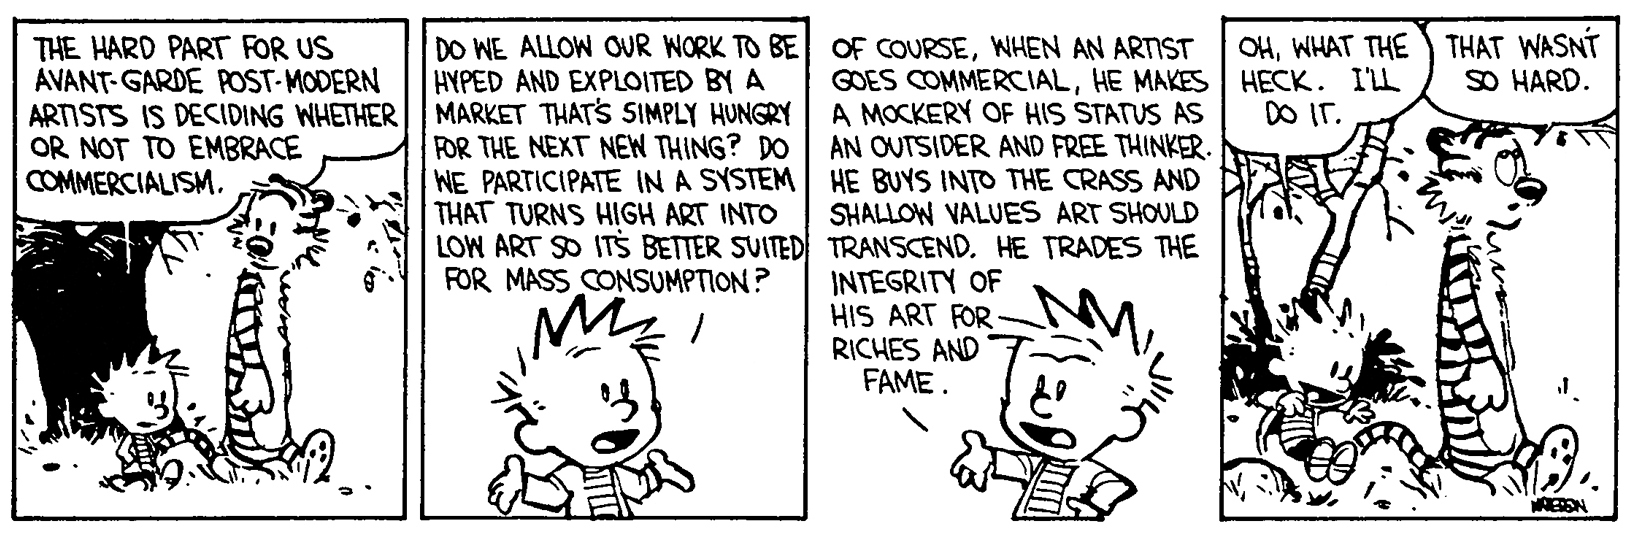 THE HARD PART FOR US
AVANT-GARDE POST-MODERN
ARTISTS IS DECIDING WHETHER
OR NOT TO EMBRACE
COMMERCIALISM.
DO WE ALLOW OUR WORK TO BE
HYPED AND EXPLOITED BY A
MARKET THAT'S SIMPLY HUNGRY
FOR THE NEXT NEW THING? DO
WE PARTICIPATE IN A SYSTEM
THAT TURNS HIGH ART INTO
LOW ART SO IT'S BETTER SUITED
FOR MASS CONSUMPTION?
OF COURSE, WHEN AN ARTIST
GOES COMMERCIAL, HE MAKES
A MOCKERY OF HIS STATUS AS
AN OUTSIDER AND FREE THINKER.
HE BUYS INTO THE CRASS AND
SHALLOW VALUES ART SHOULD
TRANSCEND. HE TRADES THE
INTEGRITY OF
HIS ART FOR
RICHES AND
FAME.
OH, WHAT THE
HECK. I'LL
DO IT.
THAT WASN'T
SO HARD.
WATTERSON